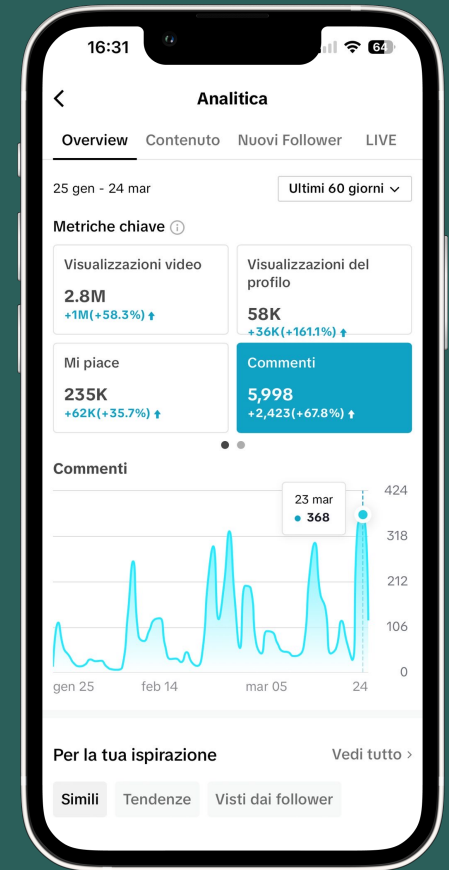 16:31
64
Analitica
Overview Contenuto Nuovi Follower LIVE
25 gen - 24 mar
Ultimi 60 giorni
Metriche chiave
Visualizzazioni video
2.8M
+1M(+58.3%)
Visualizzazioni del
profilo
58K
+36K(+161.1%)
Mi piace
235K
+62K(+35.7%)
Commenti
5,998
+2,423(+67.8%)
Commenti
23 mar
368
424
318
212
106
0
gen 25 feb 14 mar 05 24
Per la tua ispirazione
Vedi tutto
Simili Tendenze Visti dai follower